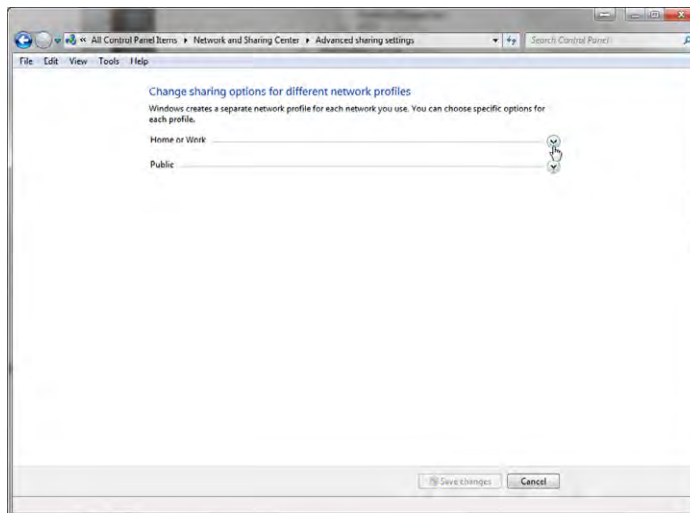 « All Control Panel Items ▸ Network and Sharing Center ▸ Advanced sharing settings
Search Control Panel
File Edit View Tools Help
Change sharing options for different network profiles
Windows creates a separate network profile for each network you use. You can choose specific options for
each profile.
Home or Work
Public
Save changes Cancel